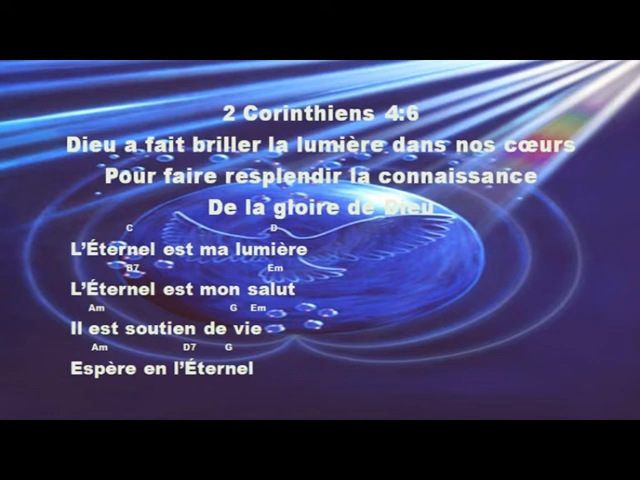 2 Corinthiens 4:6
Dieu a fait briller la lumière dans nos cœurs
Pour faire resplendir la connaissance
De la gloire de Dieu
C D
L'Éternel est ma lumière
B7 Em
L'Éternel est mon salut
Am G Em
Il est soutien de vie
Am D7 G
Espère en l'Éternel